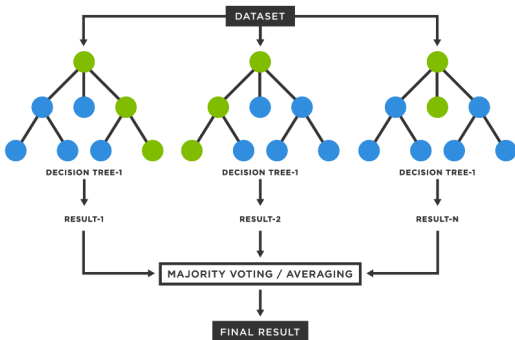 DATASET
DECISION TREE-1 DECISION TREE-1 DECISION TREE-1
RESULT-1 RESULT-2 RESULT-N
MAJORITY VOTING / AVERAGING
FINAL RESULT